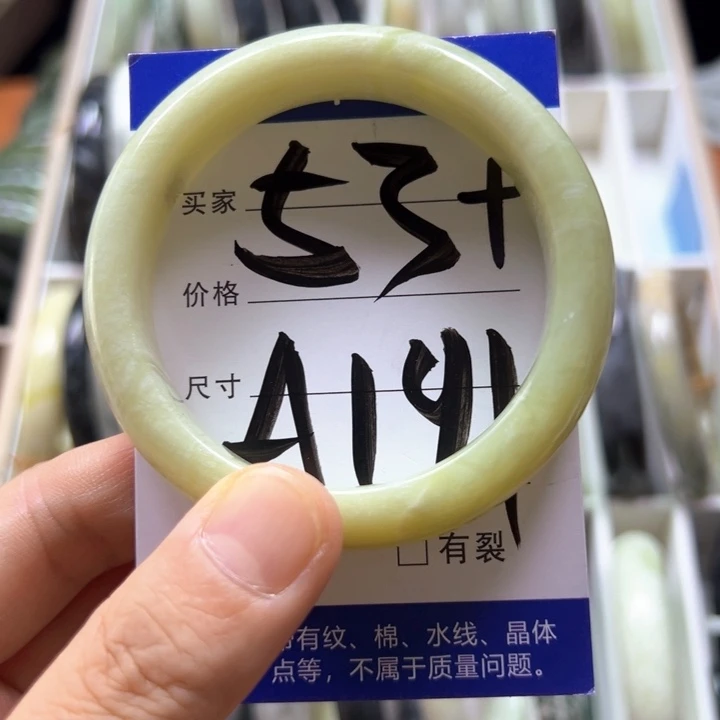 买家 53+
价格
尺寸 A191
□有裂
有纹、棉、水线、晶体
点等，不属于质量问题。